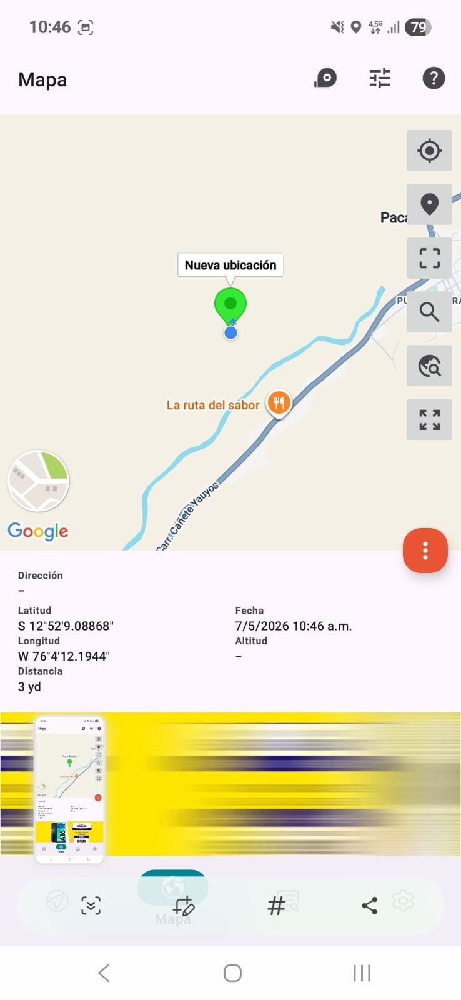 10:46
4.5G
79
Mapa
Nueva ubicación
La ruta del sabor
Carr. Cañete Yauyos
Google
Dirección
–
Latitud
S 12°52'9.08868"
Fecha
7/5/2026 10:46 a.m.
Longitud
W 76°4'12.1944"
Altitud
–
Distancia
3 yd
Mapa
A16
Mapa